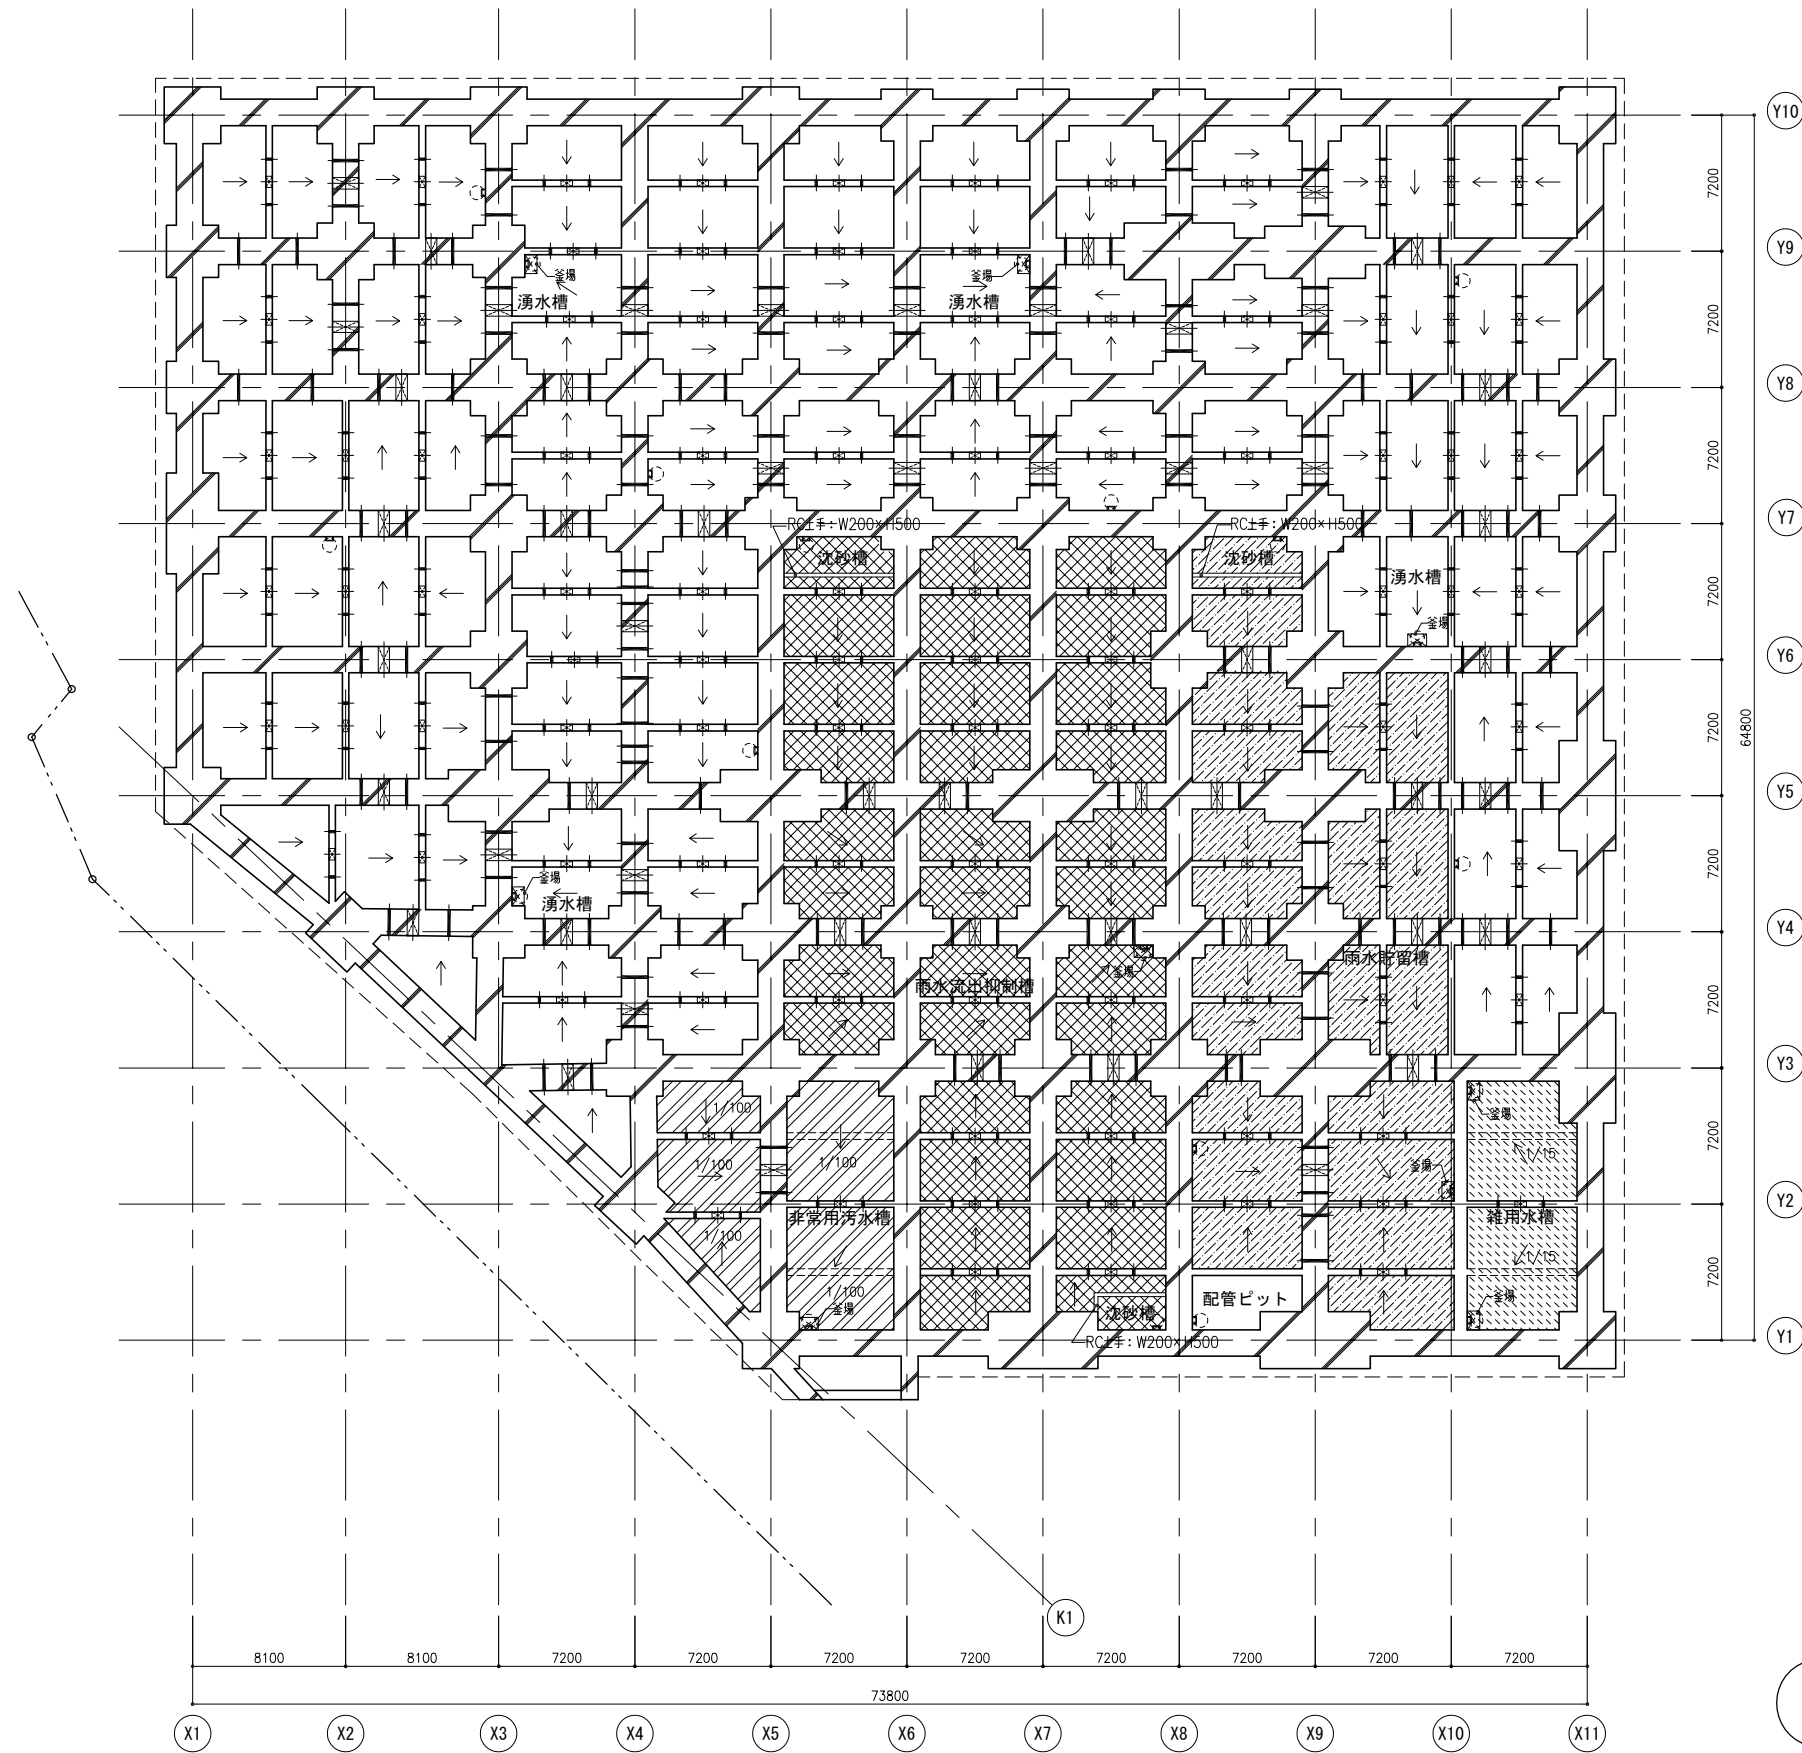 Y10
7200
Y9
釜場
釜場
湧水槽
湧水槽
7200
Y8
7200
RC土手：W200×H500
RC土手：W200×H500
Y7
沈砂槽
沈砂槽
湧水槽
7200
釜場
Y6
7200
64800
Y5
釜場
湧水槽
7200
Y4
雨水貯留槽
釜場
雨水流出抑制槽
7200
Y3
1/100
釜場
7200
1/100
1/100
釜場
1/15
Y2
非常用汚水槽
雑用水槽
1/100
1/15
7200
1/100
釜場
沈砂槽
配管ピット
釜場
RC土手：W200×H500
Y1
K1
8100
8100
7200
7200
7200
7200
7200
7200
7200
7200
73800
X1
X2
X3
X4
X5
X6
X7
X8
X9
X10
X11